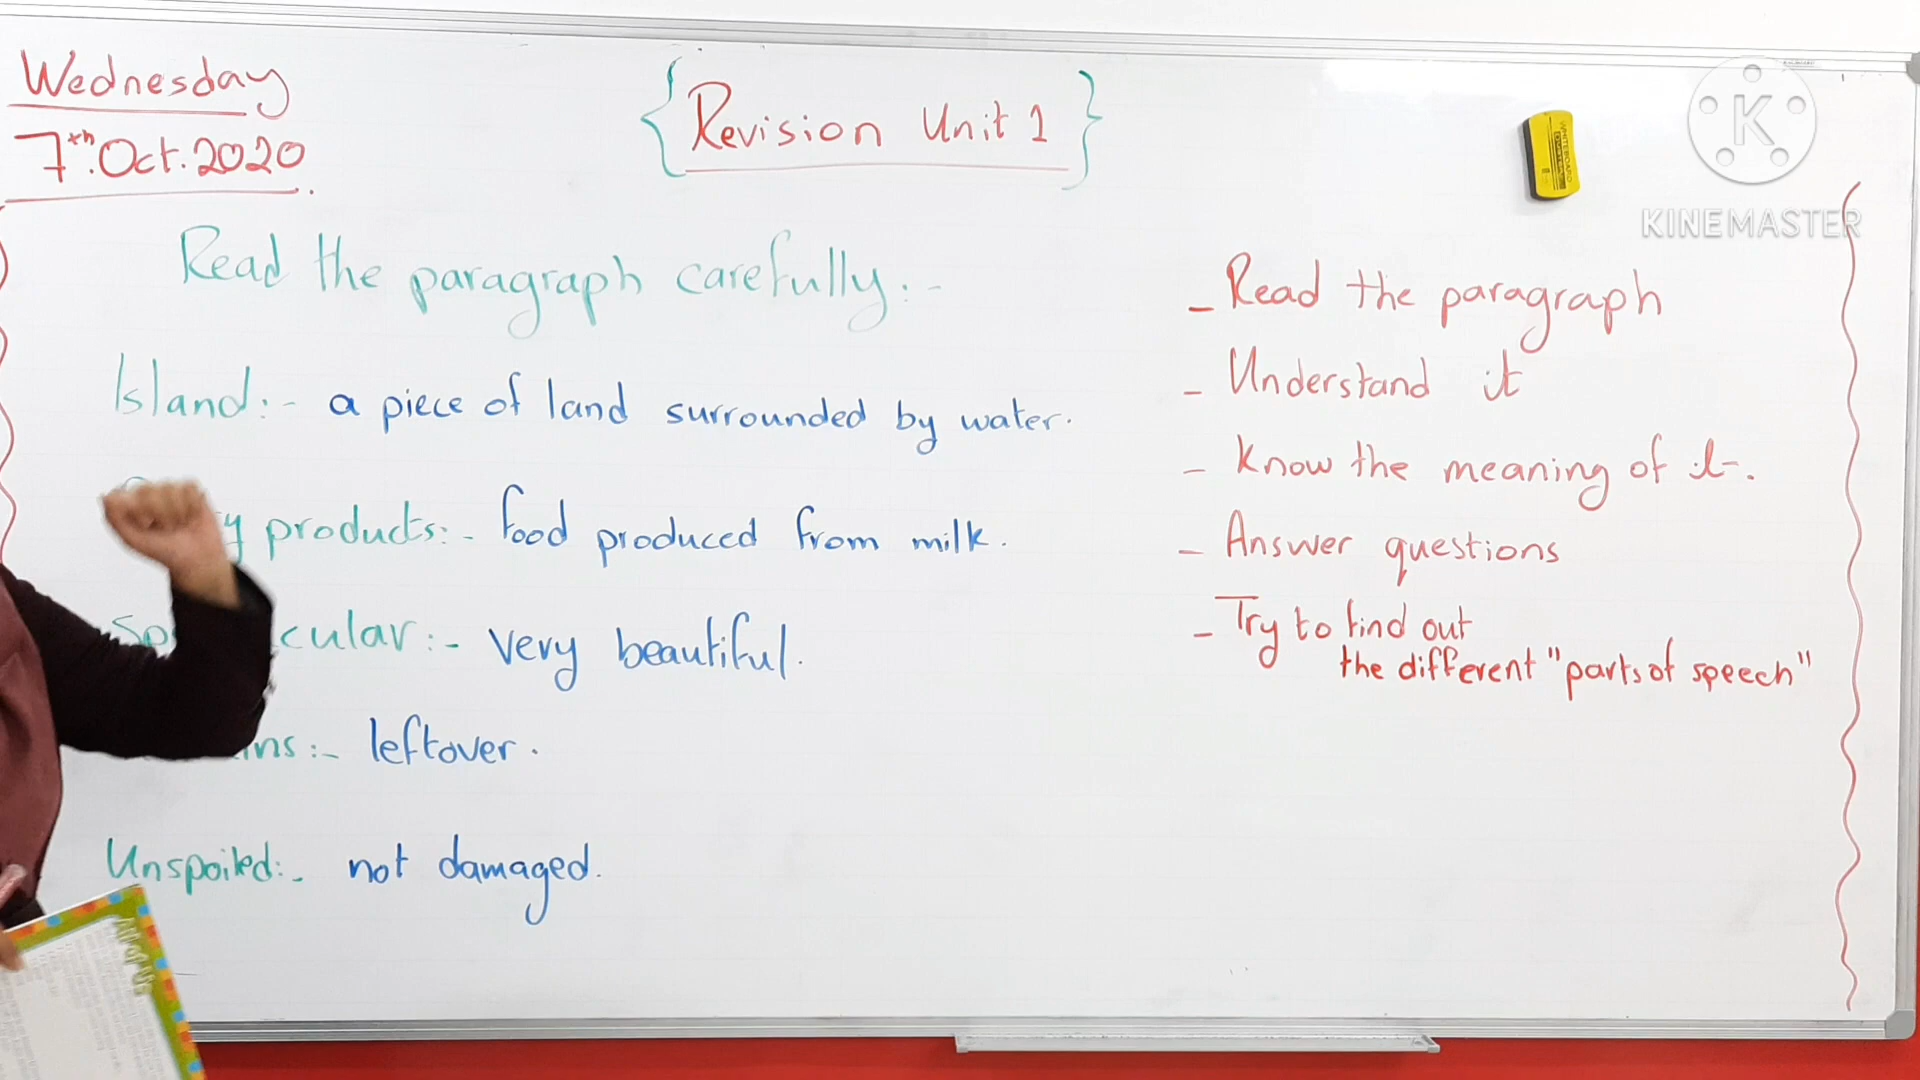 Wednesday
7th. Oct. 2020
{Revision Unit 1}
KINEMASTER
Read the paragraph carefully:-
Island:- a piece of land surrounded by water.
products:- Food produced from milk.
very beautiful.
leftover.
Unspoiled:- not damaged.
- Read the paragraph
- Understand it
- Know the meaning of it.
- Answer questions
- Try to find out
the different "parts of speech"